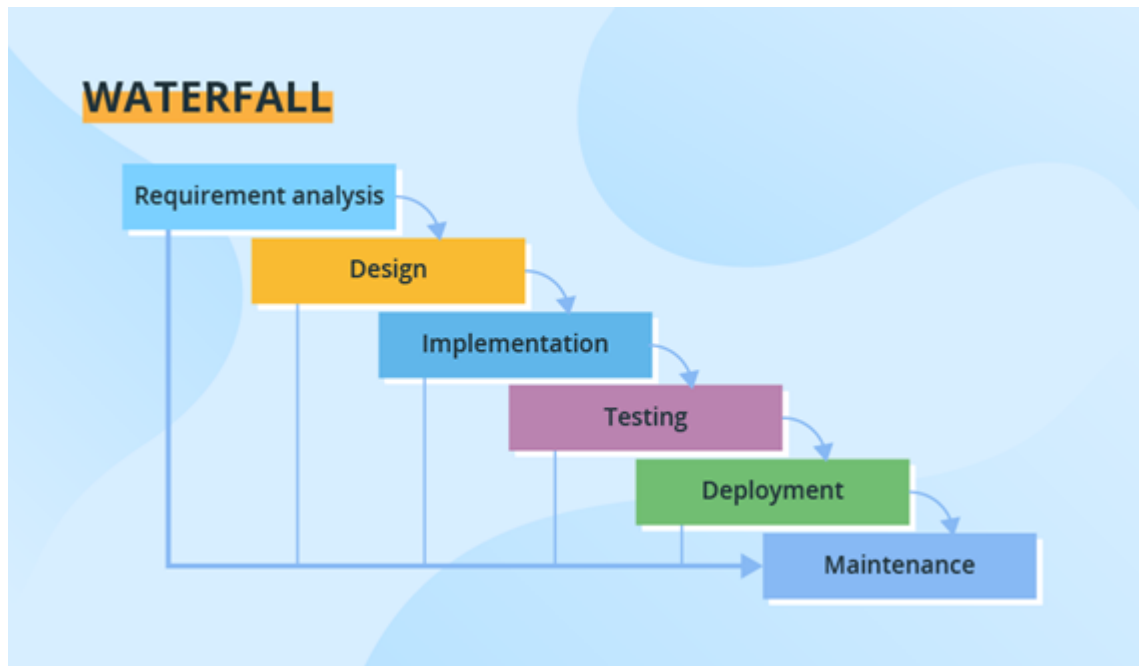 WATERFALL
Requirement analysis
Design
Implementation
Testing
Deployment
Maintenance